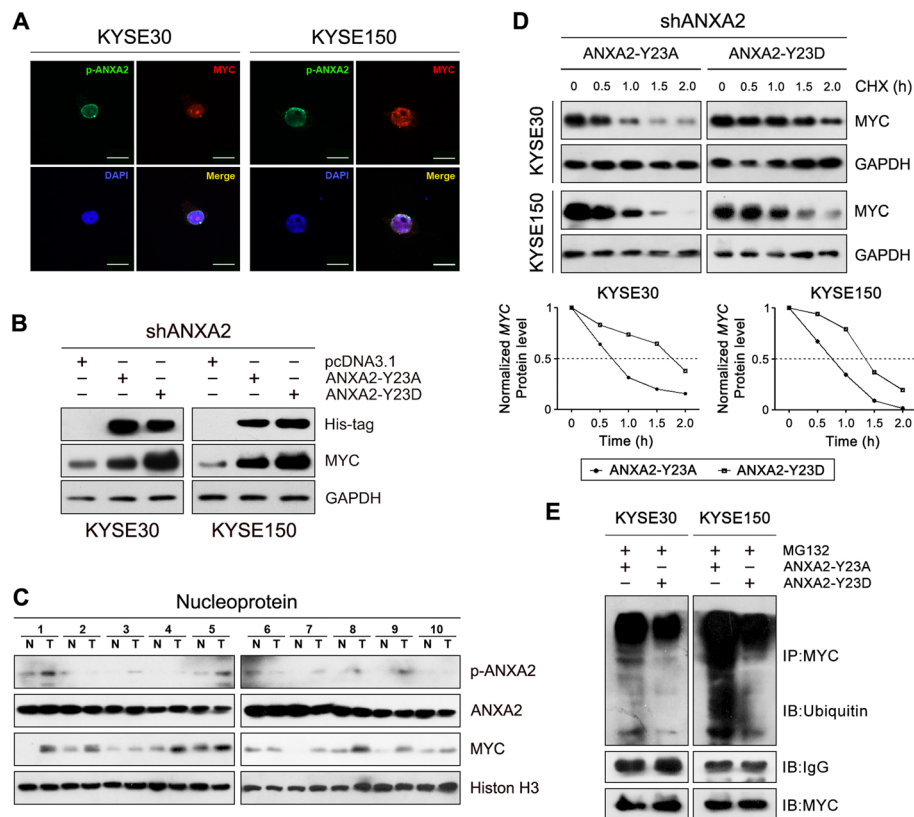 A
KYSE30 KYSE150
p-ANXA2 MYC p-ANXA2 MYC
DAPI Merge DAPI Merge
B
shANXA2
+ − − + − − pcDNA3.1
− + − − + − ANXA2-Y23A
− − + − − + ANXA2-Y23D
His-tag
MYC
GAPDH
KYSE30 KYSE150
C
Nucleoprotein
1 2 3 4 5 6 7 8 9 10
N T N T N T N T N T N T N T N T N T N T
p-ANXA2
ANXA2
MYC
Histon H3
D
shANXA2
ANXA2-Y23A ANXA2-Y23D
0 0.5 1.0 1.5 2.0 0 0.5 1.0 1.5 2.0 CHX (h)
KYSE30
MYC
GAPDH
KYSE150
MYC
GAPDH
KYSE30 KYSE150
Normalized MYC
Protein level
1
0.5
0
0 0.5 1.0 1.5 2.0
Time (h)
Normalized MYC
Protein level
1
0.5
0
0 0.5 1.0 1.5 2.0
Time (h)
ANXA2-Y23A ANXA2-Y23D
E
KYSE30 KYSE150
+ + + + MG132
+ − + − ANXA2-Y23A
− + − + ANXA2-Y23D
IP:MYC
IB:Ubiquitin
IB:IgG
IB:MYC